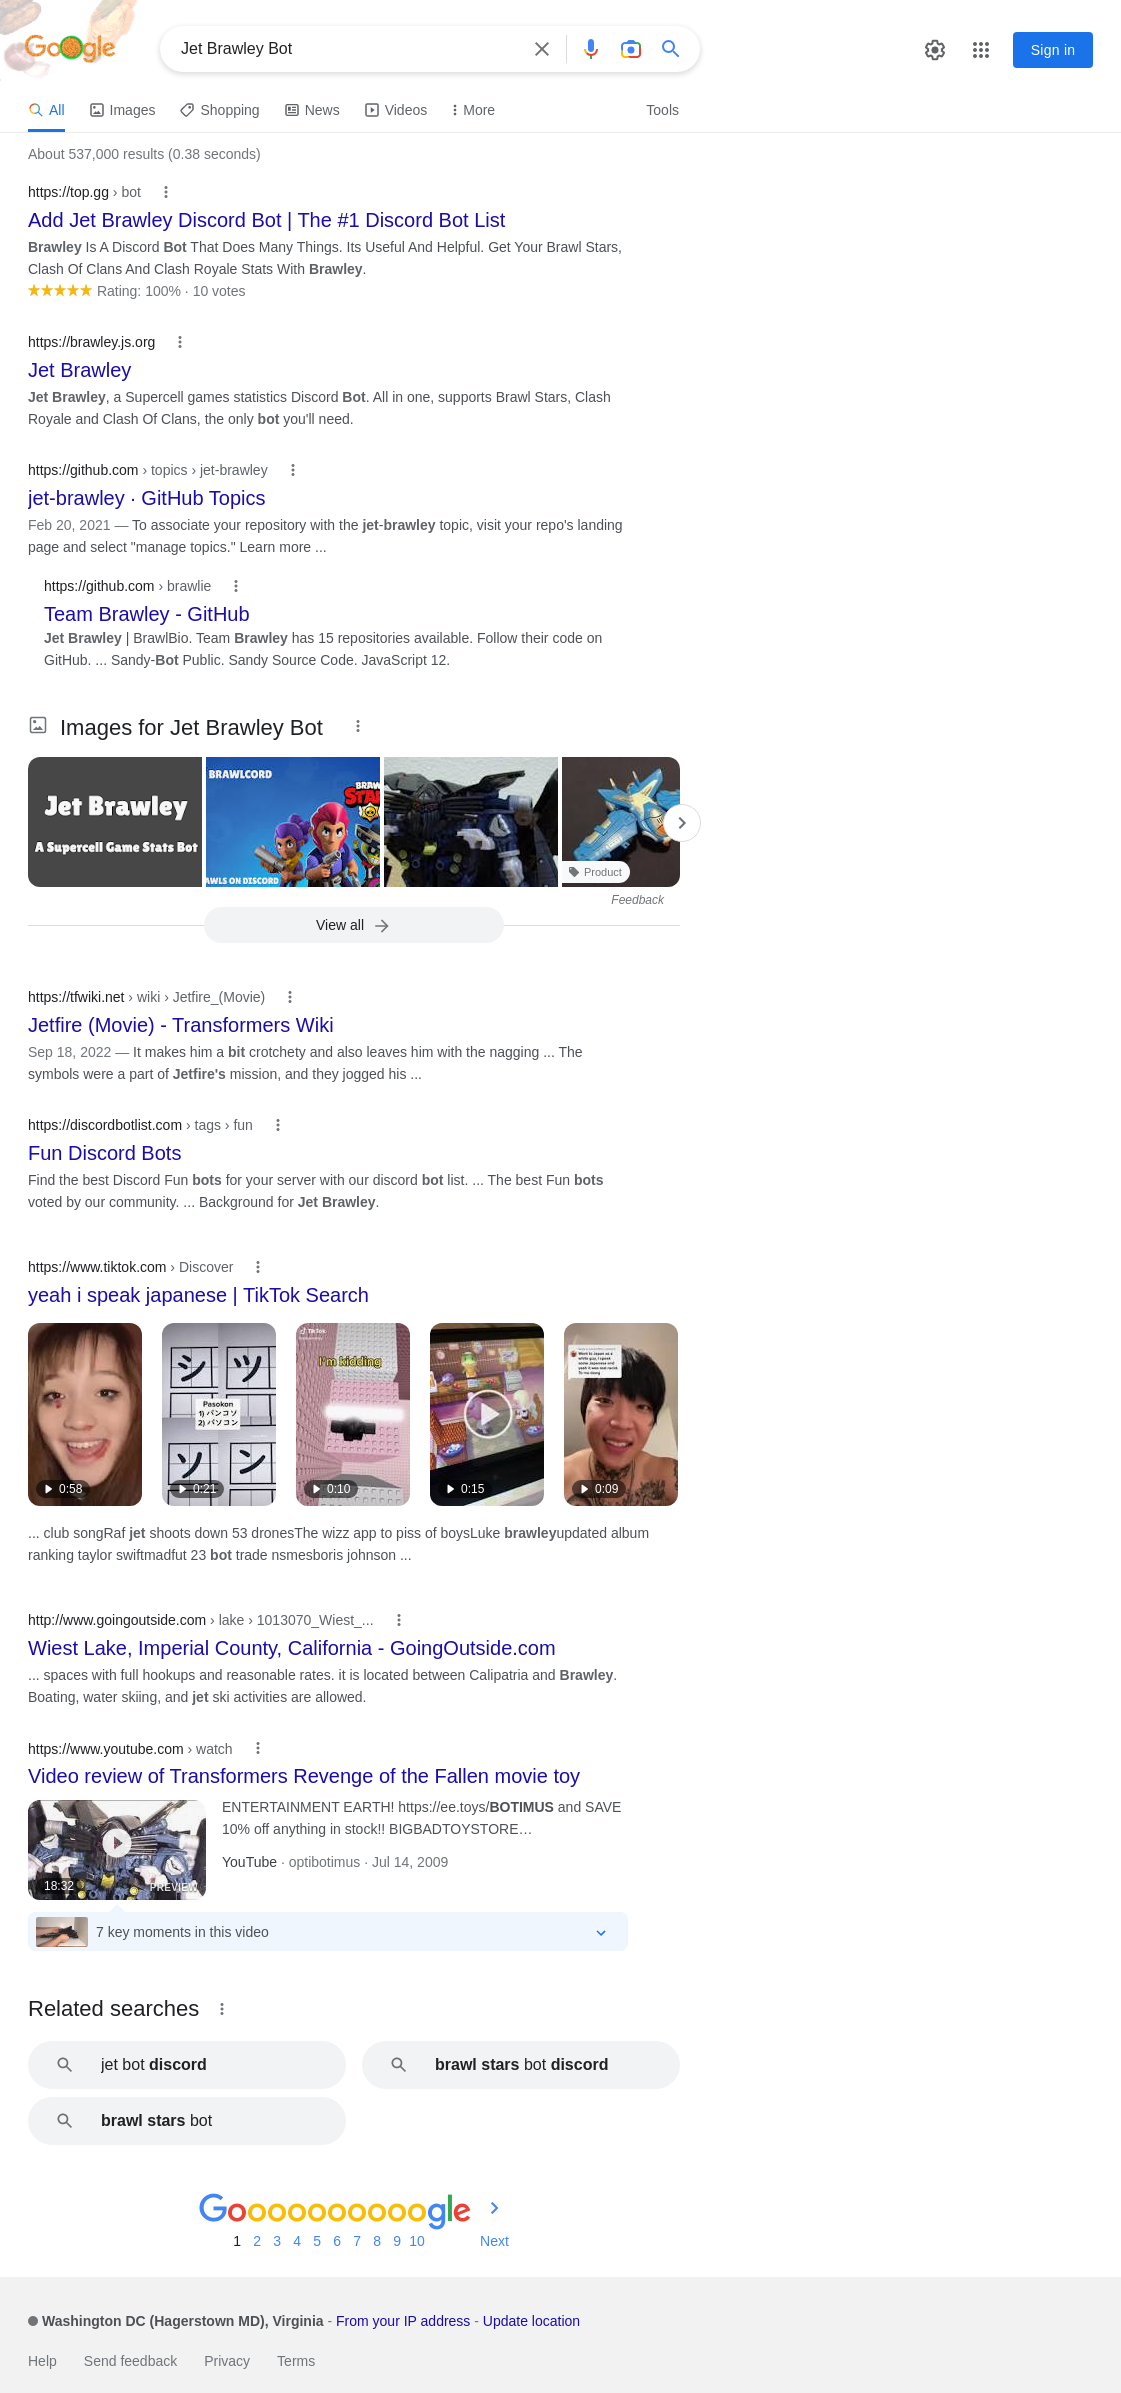 Google
Jet Brawley Bot
Sign in
All Images Shopping News Videos More Tools
About 537,000 results (0.38 seconds)
https://top.gg › bot
Add Jet Brawley Discord Bot | The #1 Discord Bot List
Brawley Is A Discord Bot That Does Many Things. Its Useful And Helpful. Get Your Brawl Stars,
Clash Of Clans And Clash Royale Stats With Brawley.
Rating: 100% · 10 votes
https://brawley.js.org
Jet Brawley
Jet Brawley, a Supercell games statistics Discord Bot. All in one, supports Brawl Stars, Clash
Royale and Clash Of Clans, the only bot you'll need.
https://github.com › topics › jet-brawley
jet-brawley · GitHub Topics
Feb 20, 2021 — To associate your repository with the jet-brawley topic, visit your repo's landing
page and select "manage topics." Learn more ...
https://github.com › brawlie
Team Brawley - GitHub
Jet Brawley | BrawlBio. Team Brawley has 15 repositories available. Follow their code on
GitHub. ... Sandy-Bot Public. Sandy Source Code. JavaScript 12.
Images for Jet Brawley Bot
Jet Brawley
A Supercell Game Stats Bot
BRAWLCORD
BRAW
STA
AWLS ON DISCORD
Product
Feedback
View all
https://tfwiki.net › wiki › Jetfire_(Movie)
Jetfire (Movie) - Transformers Wiki
Sep 18, 2022 — It makes him a bit crotchety and also leaves him with the nagging ... The
symbols were a part of Jetfire's mission, and they jogged his ...
https://discordbotlist.com › tags › fun
Fun Discord Bots
Find the best Discord Fun bots for your server with our discord bot list. ... The best Fun bots
voted by our community. ... Background for Jet Brawley.
https://www.tiktok.com › Discover
yeah i speak japanese | TikTok Search
0:58
シ ツ
Pasokon
1) パンコソ
2) パソコン
ソ ン
0:21
TikTok
I'm kidding
0:10
0:15
0:09
... club songRaf jet shoots down 53 dronesThe wizz app to piss of boysLuke brawleyupdated album
ranking taylor swiftmadfut 23 bot trade nsmesboris johnson ...
http://www.goingoutside.com › lake › 1013070_Wiest_...
Wiest Lake, Imperial County, California - GoingOutside.com
... spaces with full hookups and reasonable rates. it is located between Calipatria and Brawley.
Boating, water skiing, and jet ski activities are allowed.
https://www.youtube.com › watch
Video review of Transformers Revenge of the Fallen movie toy
18:32
PREVIEW
ENTERTAINMENT EARTH! https://ee.toys/BOTIMUS and SAVE
10% off anything in stock!! BIGBADTOYSTORE…
YouTube · optibotimus · Jul 14, 2009
7 key moments in this video
Related searches
jet bot discord
brawl stars bot discord
brawl stars bot
Goooooooooogle
1 2 3 4 5 6 7 8 9 10 Next
Washington DC (Hagerstown MD), Virginia - From your IP address - Update location
Help Send feedback Privacy Terms